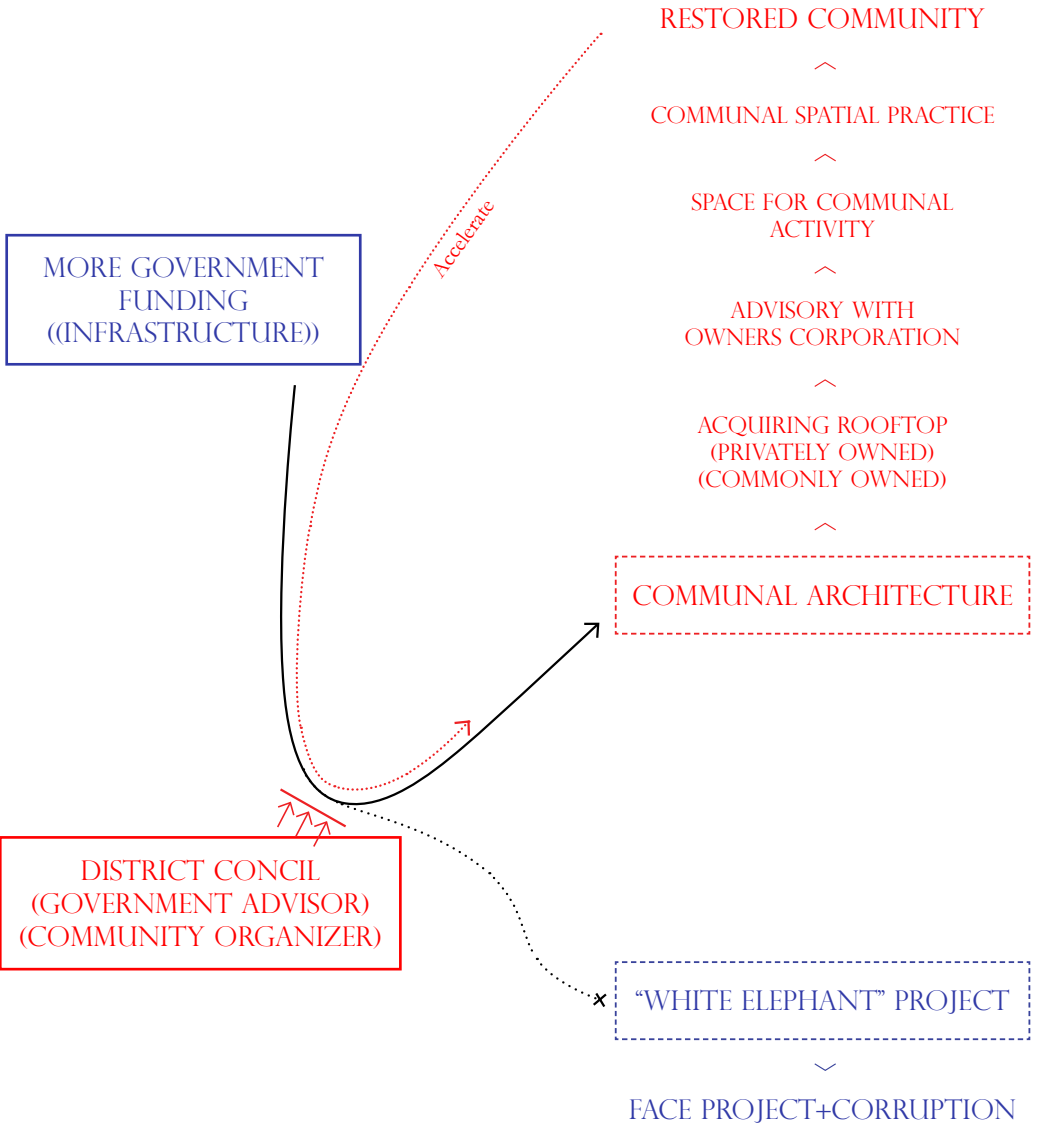 RESTORED COMMUNITY
COMMUNAL SPATIAL PRACTICE
SPACE FOR COMMUNAL
ACTIVITY
ADVISORY WITH
OWNERS CORPORATION
ACQUIRING ROOFTOP
(PRIVATELY OWNED)
(COMMONLY OWNED)
COMMUNAL ARCHITECTURE
Accelerate
MORE GOVERNMENT
FUNDING
((INFRASTRUCTURE))
DISTRICT CONCIL
(GOVERNMENT ADVISOR)
(COMMUNITY ORGANIZER)
“WHITE ELEPHANT” PROJECT
FACE PROJECT+CORRUPTION